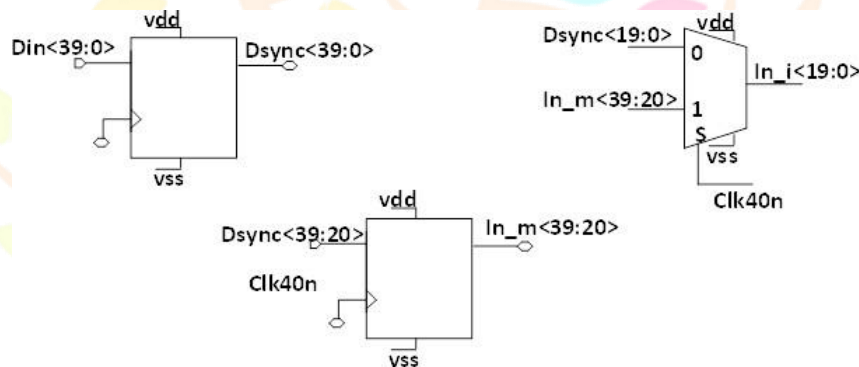 vdd
Din<39:0>
Dsync<39:0>
vss
vdd
Dsync<19:0>
0
In_i<19:0>
In_m<39:20>
1
S
vss
Clk40n
vdd
Dsync<39:20>
In_m<39:20>
Clk40n
vss